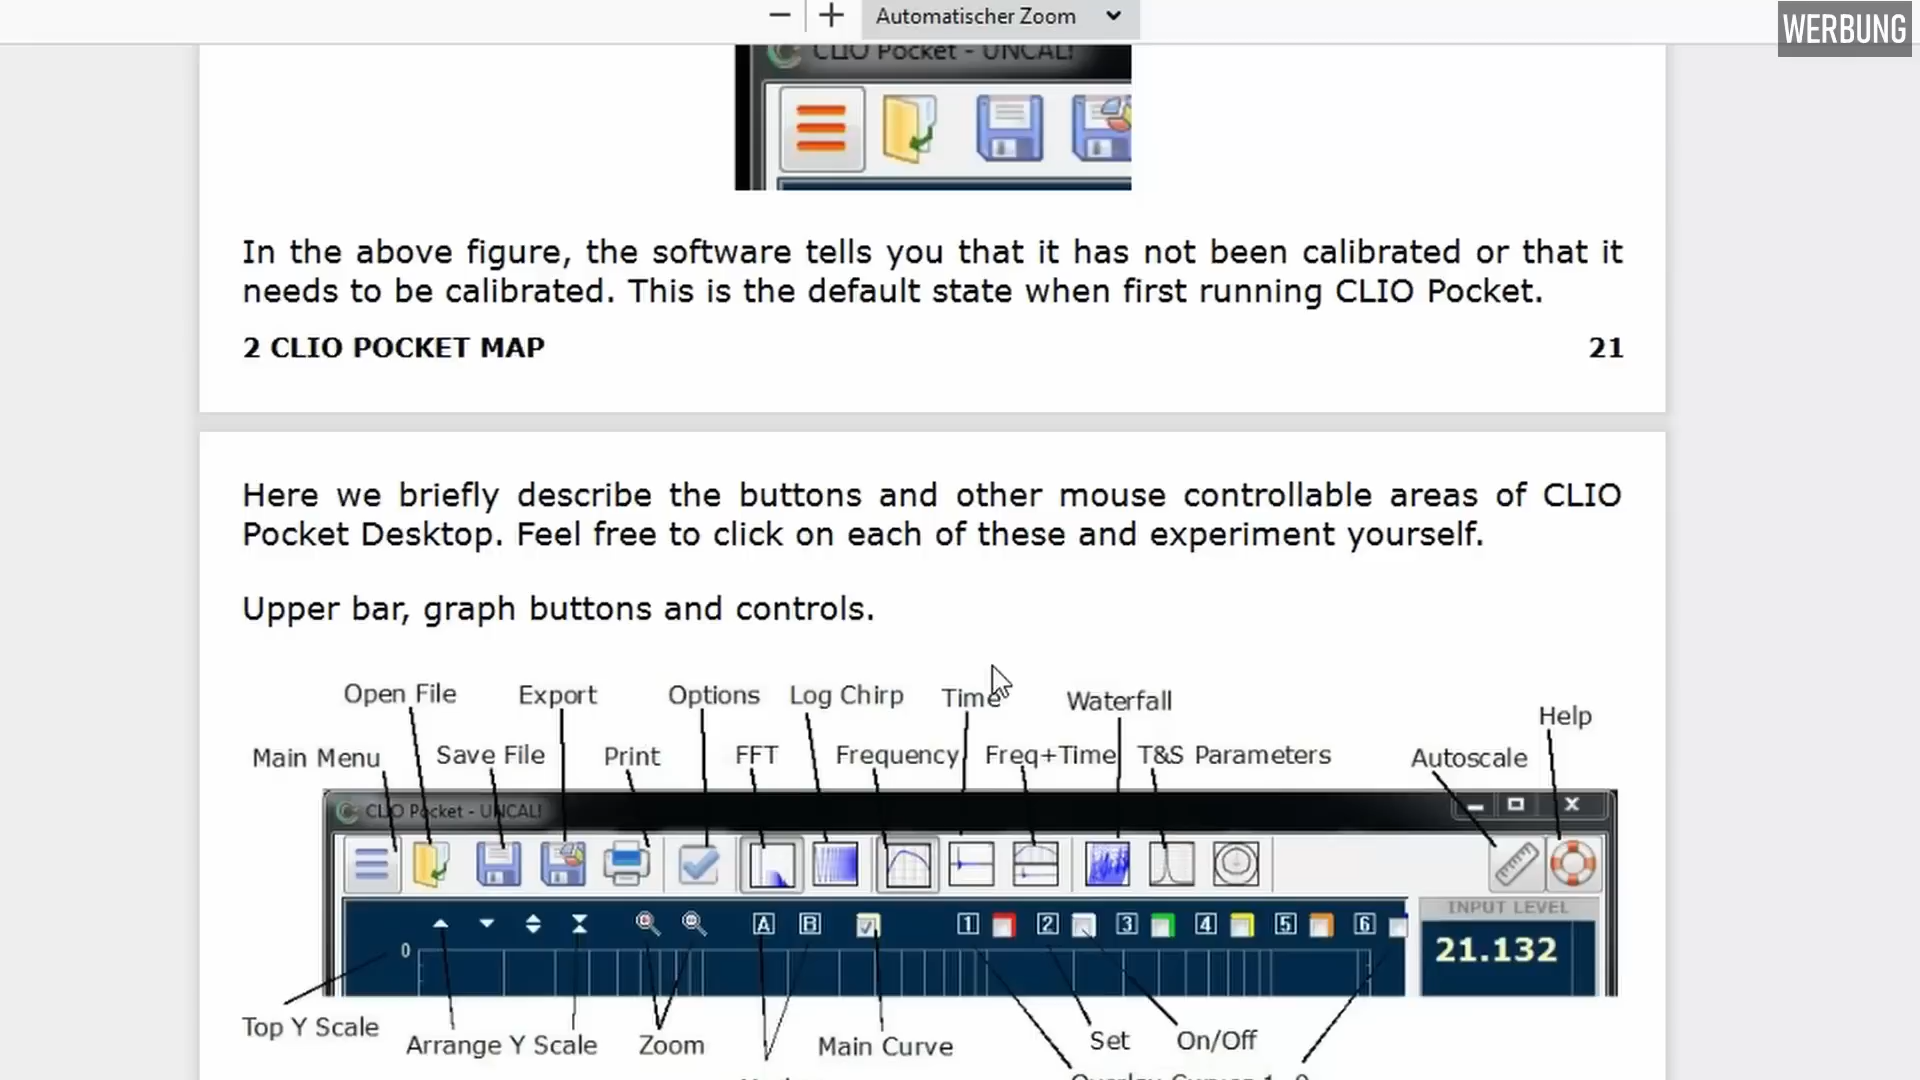 Automatischer Zoom
WERBUNG
CLIO Pocket - UNCAL!
In the above figure, the software tells you that it has not been calibrated or that it
needs to be calibrated. This is the default state when first running CLIO Pocket.
2 CLIO POCKET MAP 21
Here we briefly describe the buttons and other mouse controllable areas of CLIO
Pocket Desktop. Feel free to click on each of these and experiment yourself.
Upper bar, graph buttons and controls.
Open File Export Options Log Chirp Time Waterfall
Help
Main Menu Save File Print FFT Frequency Freq+Time T&S Parameters Autoscale
CLIO Pocket - UNCAL!
INPUT LEVEL
A B 1 2 3 4 5 6
0 21.132
Top Y Scale Arrange Y Scale Zoom Main Curve Set On/Off